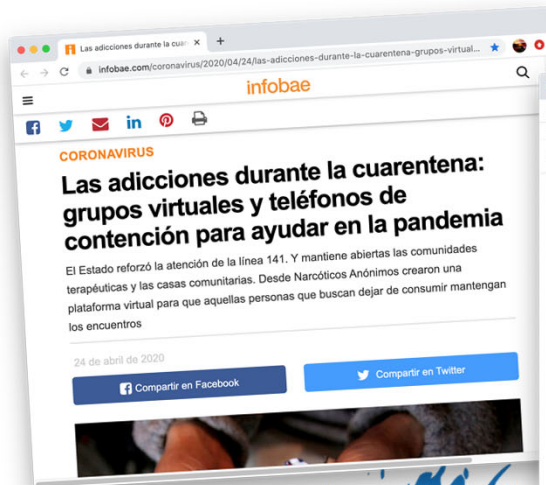 Las adicciones durante la cuar
infobae.com/coronavirus/2020/04/24/las-adicciones-durante-la-cuarentena-grupos-virtual...
infobae
CORONAVIRUS
Las adicciones durante la cuarentena:
grupos virtuales y teléfonos de
contención para ayudar en la pandemia
El Estado reforzó la atención de la línea 141. Y mantiene abiertas las comunidades
terapéuticas y las casas comunitarias. Desde Narcóticos Anónimos crearon una
plataforma virtual para que aquellas personas que buscan dejar de consumir mantengan
los encuentros
24 de abril de 2020
Compartir en Facebook
Compartir en Twitter